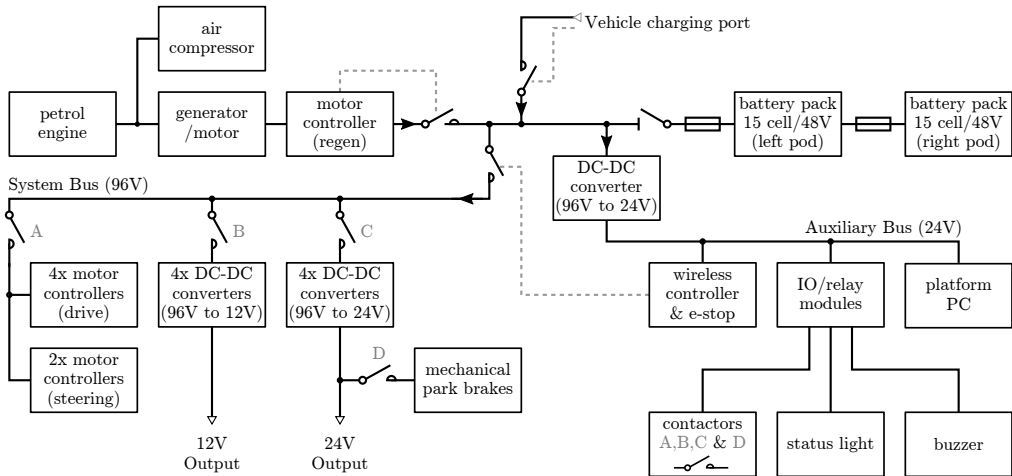 air
compressor
Vehicle charging port
petrol
engine
generator
/motor
motor
controller
(regen)
battery pack
15 cell/48V
(left pod)
battery pack
15 cell/48V
(right pod)
DC-DC
converter
(96V to 24V)
System Bus (96V)
A
B
C
Auxiliary Bus (24V)
4x motor
controllers
(drive)
4x DC-DC
converters
(96V to 12V)
4x DC-DC
converters
(96V to 24V)
wireless
controller
& e-stop
IO/relay
modules
platform
PC
2x motor
controllers
(steering)
D
mechanical
park brakes
12V
Output
24V
Output
contactors
A,B,C & D
status light
buzzer